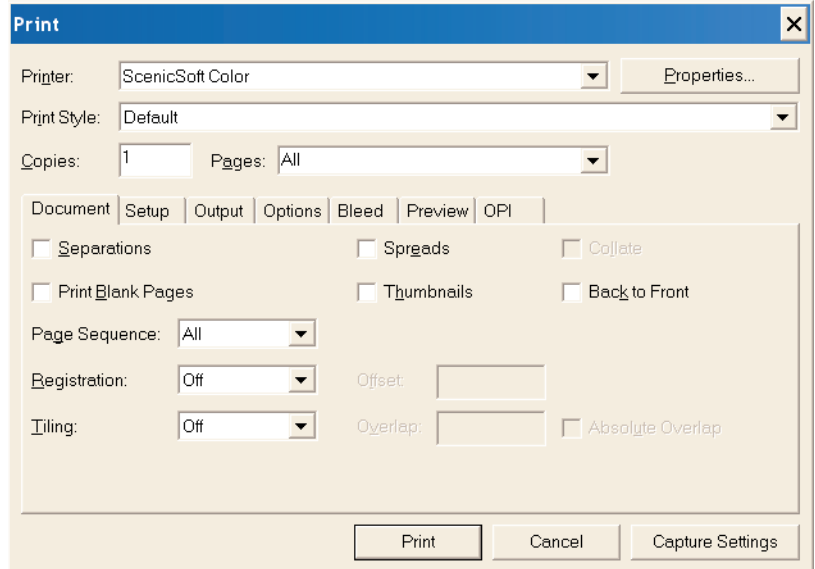 Print
Printer: ScenicSoft Color Properties...
Print Style: Default
Copies: 1 Pages: All
Document Setup Output Options Bleed Preview OPI
Separations Spreads Collate
Print Blank Pages Thumbnails Back to Front
Page Sequence: All
Registration: Off Offset:
Tiling: Off Overlap: Absolute Overlap
Print Cancel Capture Settings